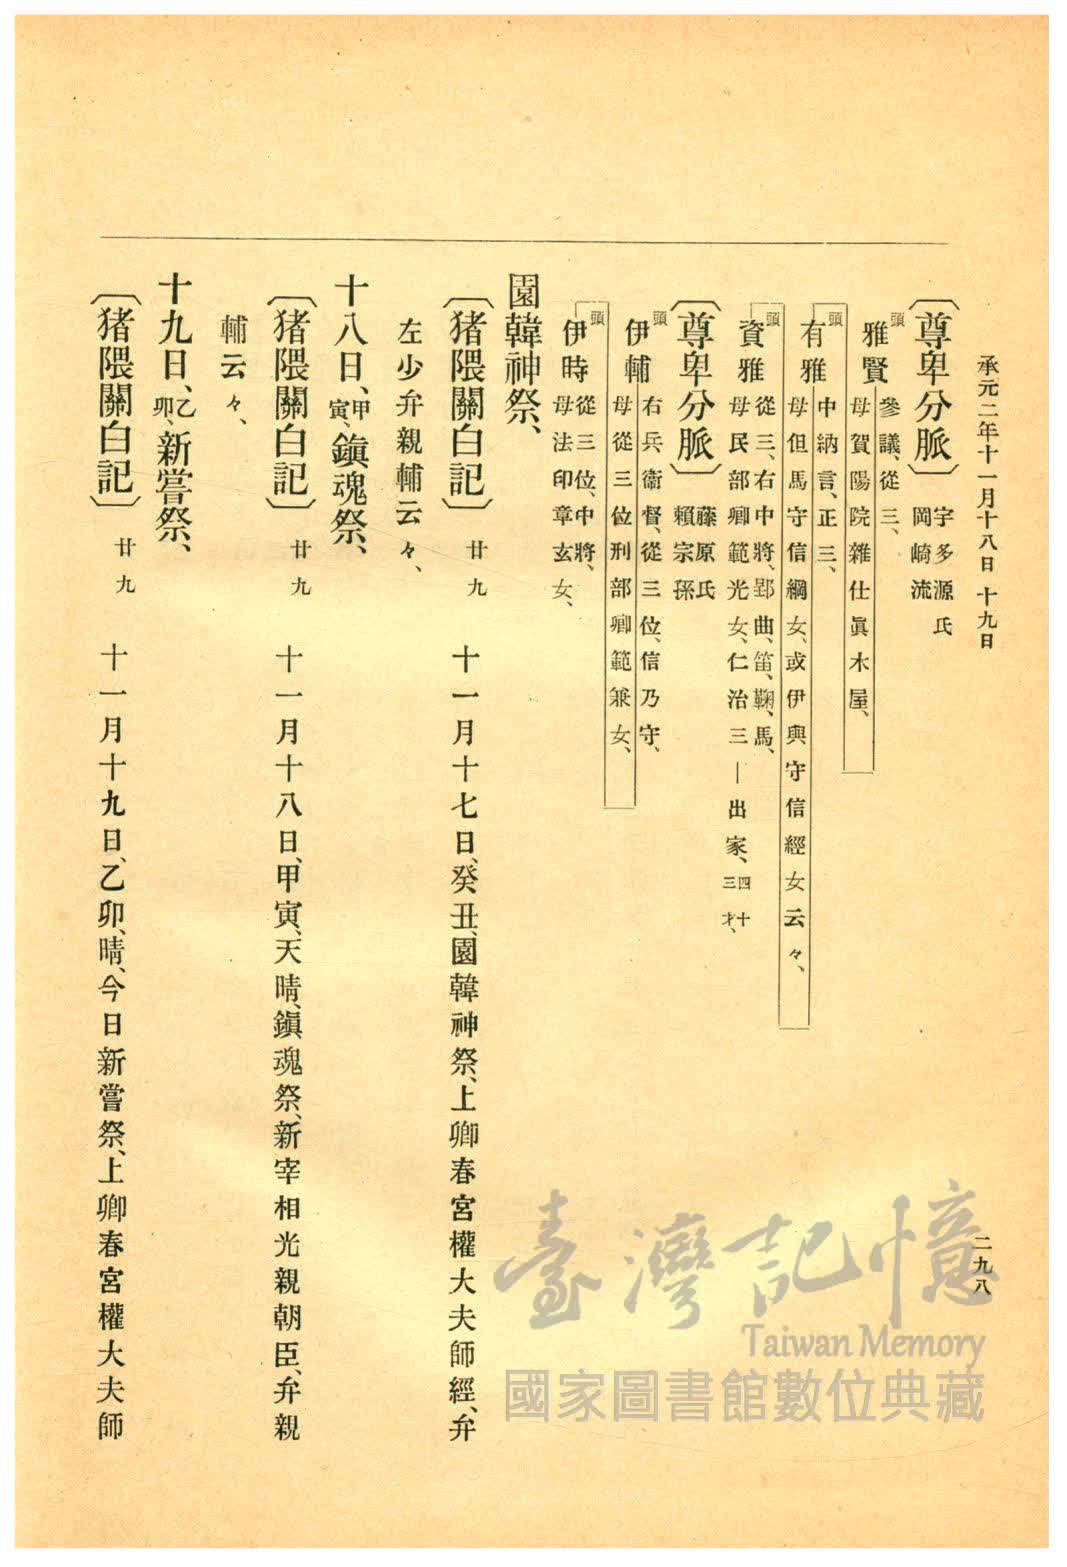 承元二年十一月十八日 十九日
二九八
〔尊卑分脈〕 宇多源氏
岡崎流
頭
雅賢 參議、從三、
母賀陽院雜仕眞木屋、
頭
有雅 中納言、正三、
母但馬守信綱女、或伊與守信經女云々、
頭
資雅 從三、右中將、郢曲、笛、鞠、馬、
母民部卿範光女、仁治三―出家、四十
三才、
〔尊卑分脈〕 藤原氏
賴宗孫
頭
伊輔 右兵衞督、從三位、信乃守、
母從三位刑部卿範兼女、
頭
伊時 從三位、中將、
母法印章玄女、
園韓神祭、
〔猪隈關白記〕 廿九 十一月十七日、癸丑、園韓神祭、上卿春宮權大夫師經、弁
左少弁親輔云々、
十八日、甲
寅、鎭魂祭、
〔猪隈關白記〕 廿九 十一月十八日、甲寅、天晴、鎭魂祭、新宰相光親朝臣、弁親
輔云々、
十九日、乙
卯、新嘗祭、
〔猪隈關白記〕 廿九 十一月十九日、乙卯、晴、今日新嘗祭、上卿春宮權大夫師
臺灣記憶
Taiwan Memory
國家圖書館數位典藏